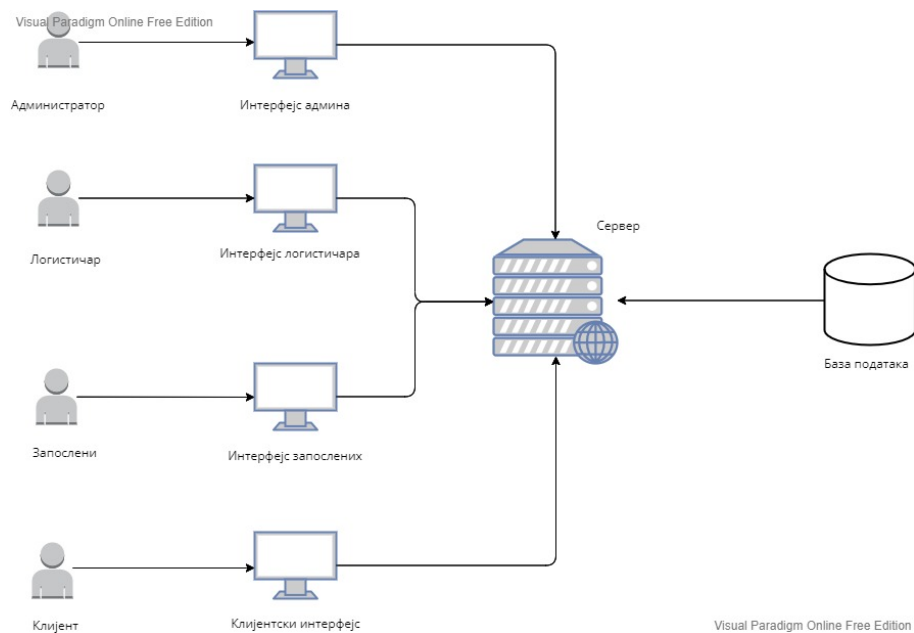 Visual Paradigm Online Free Edition
Администратор
Интерфејс админа
Логистичар
Интерфејс логистичара
Сервер
База података
Запослени
Интерфејс запослених
Клијент
Клијентски интерфејс
Visual Paradigm Online Free Edition